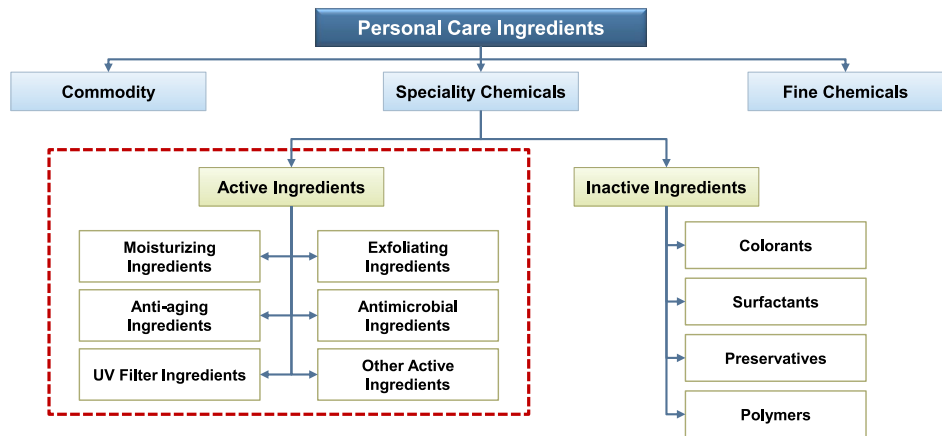 Personal Care Ingredients
Commodity
Speciality Chemicals
Fine Chemicals
Active Ingredients
Inactive Ingredients
Moisturizing
Ingredients
Exfoliating
Ingredients
Anti-aging
Ingredients
Antimicrobial
Ingredients
UV Filter Ingredients
Other Active
Ingredients
Colorants
Surfactants
Preservatives
Polymers